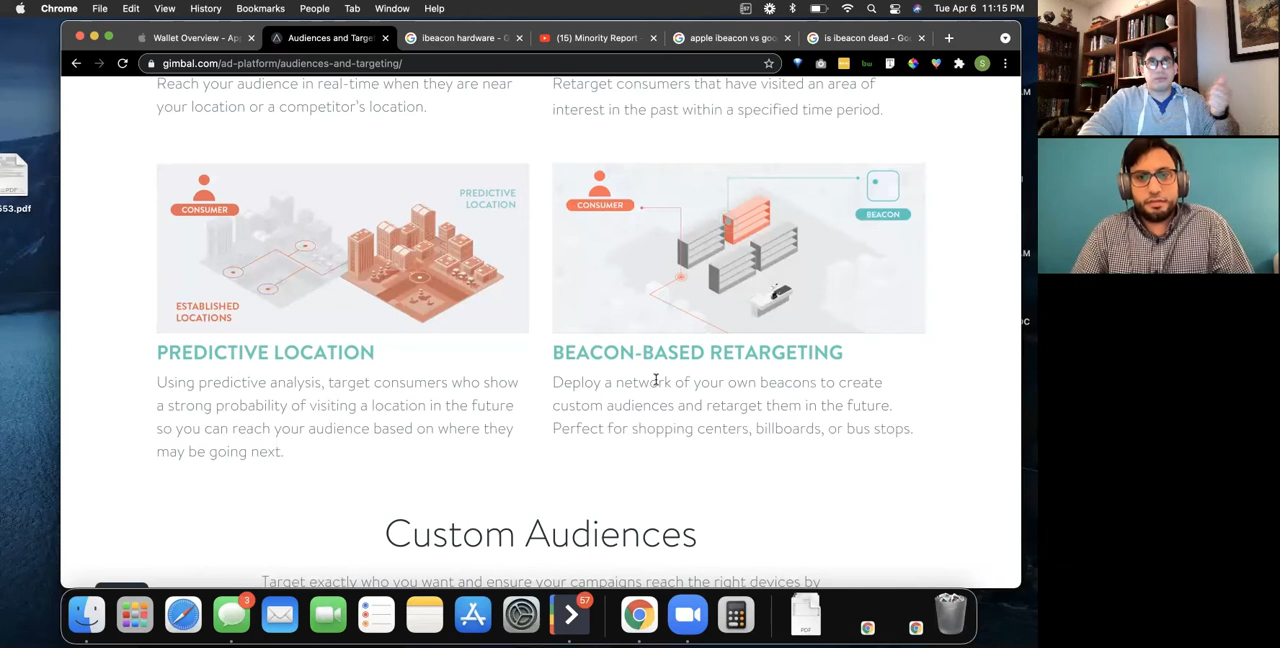 Chrome File Edit View History Bookmarks People Tab Window Help
Tue Apr 6 11:15 PM
Wallet Overview - Ap
Audiences and Targe
ibeacon hardware - G
(15) Minority Report -
apple ibeacon vs goo
is ibeacon dead - Goo
gimbal.com/ad-platform/audiences-and-targeting/
S
Reach your audience in real-time when they are near
your location or a competitor's location.
Retarget consumers that have visited an area of
interest in the past within a specified time period.
CONSUMER
PREDICTIVE
LOCATION
ESTABLISHED
LOCATIONS
CONSUMER
BEACON
PREDICTIVE LOCATION
Using predictive analysis, target consumers who show
a strong probability of visiting a location in the future
so you can reach your audience based on where they
may be going next.
BEACON-BASED RETARGETING
Deploy a network of your own beacons to create
custom audiences and retarget them in the future.
Perfect for shopping centers, billboards, or bus stops.
Custom Audiences
Target exactly who you want and ensure your campaigns reach the right devices by
PDF
553.pdf
AM
AM
3
57
PDF